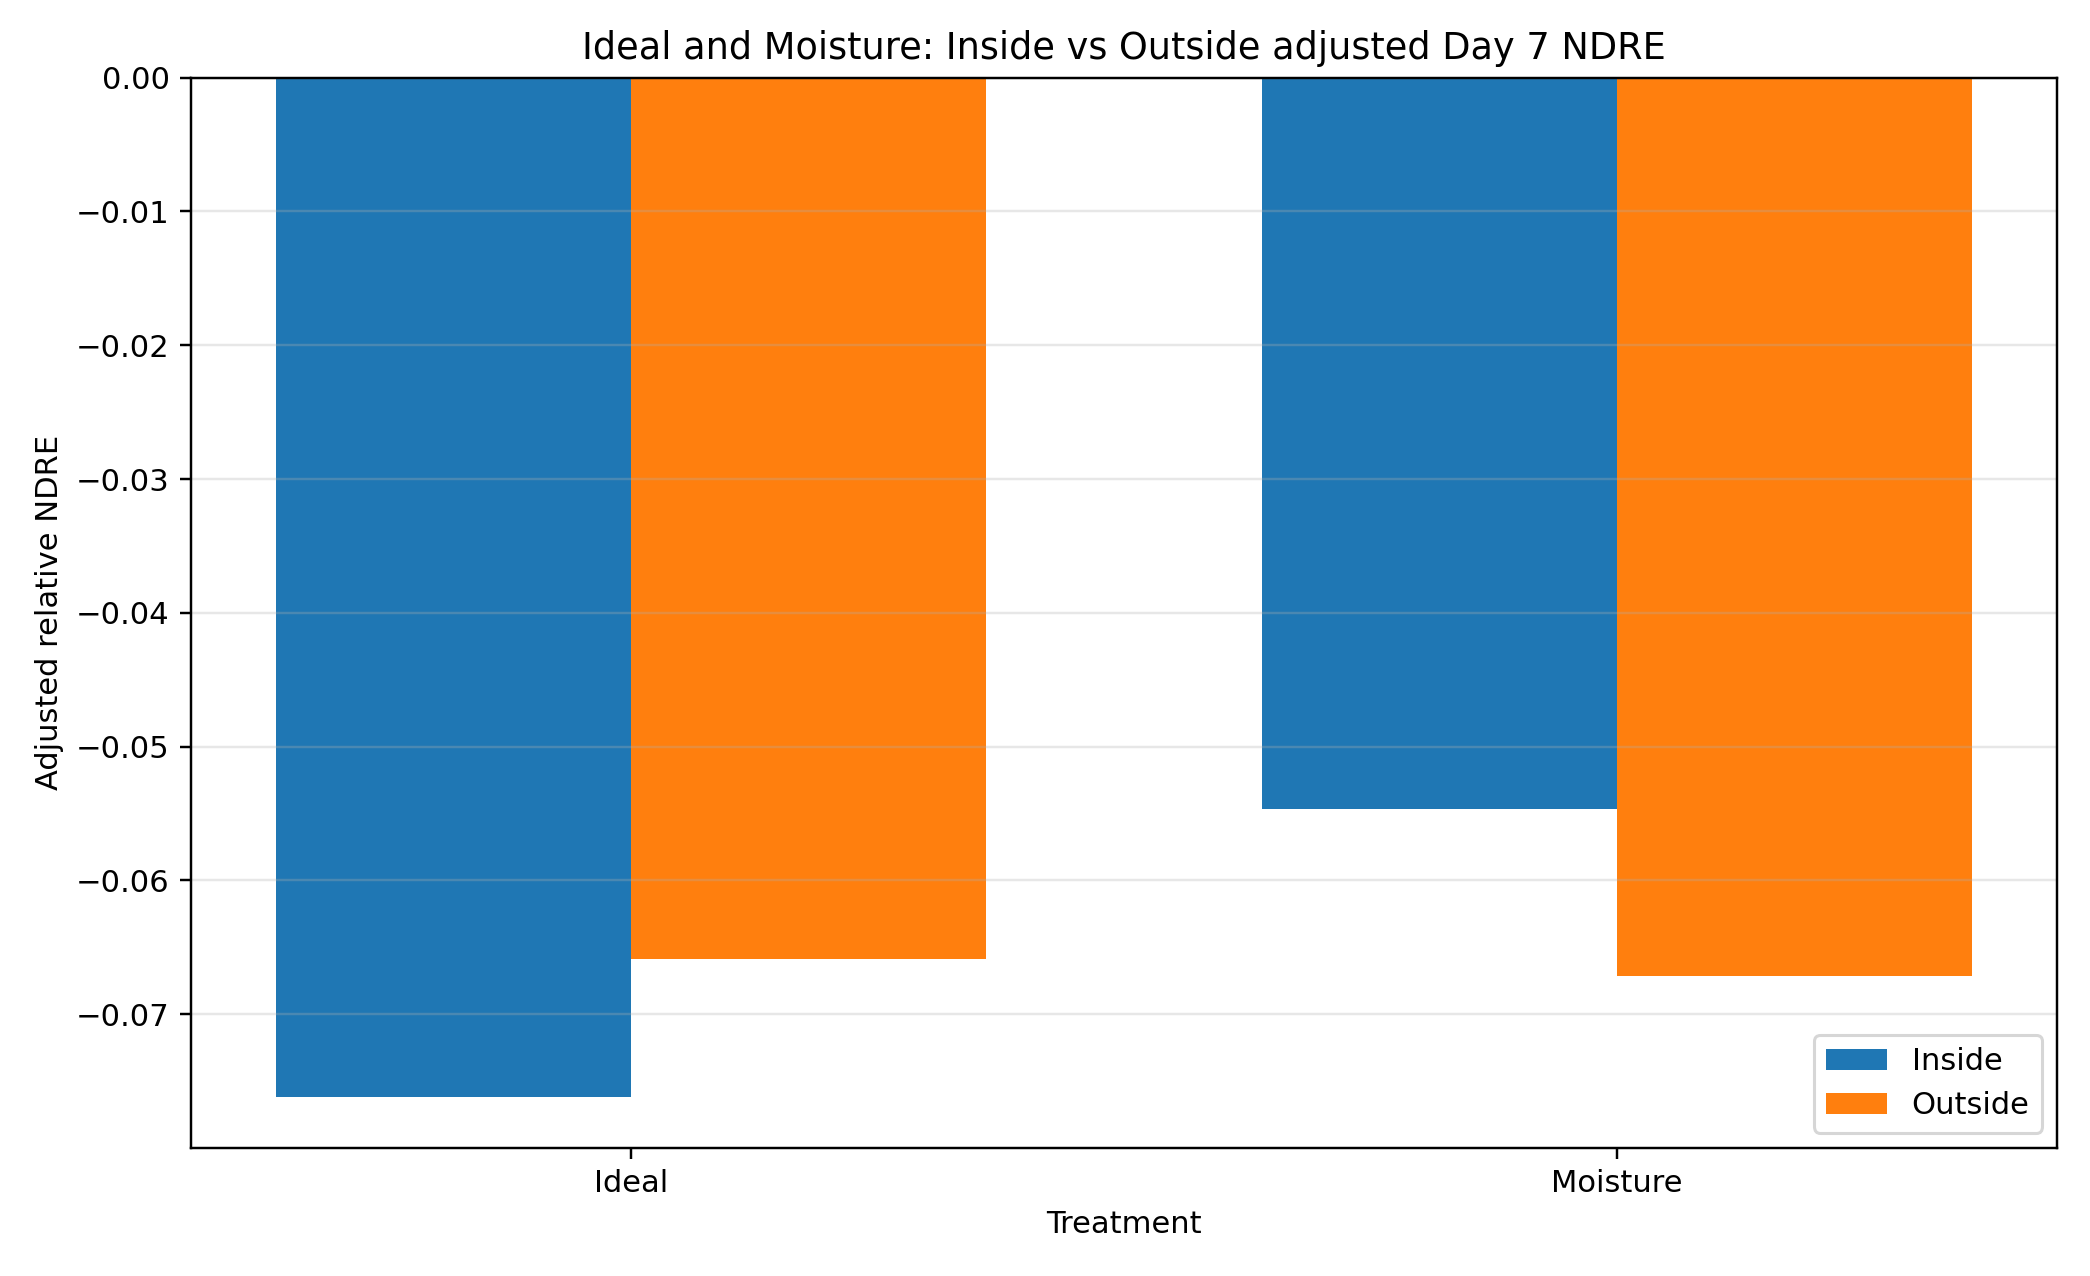 Ideal and Moisture: Inside vs Outside adjusted Day 7 NDRE
0.00
−0.01
−0.02
−0.03
−0.04
−0.05
−0.06
−0.07
Adjusted relative NDRE
Inside
Outside
Ideal
Moisture
Treatment